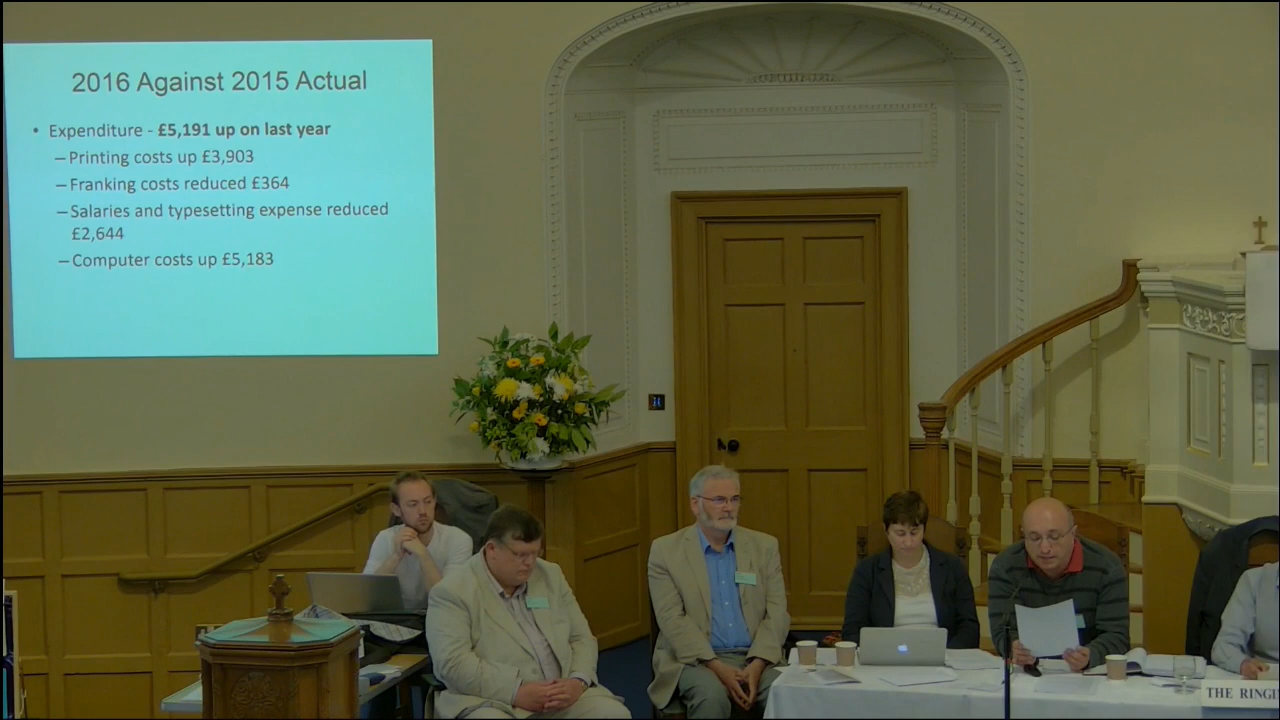 2016 Against 2015 Actual
• Expenditure - £5,191 up on last year
– Printing costs up £3,903
– Franking costs reduced £364
– Salaries and typesetting expense reduced
£2,644
– Computer costs up £5,183
THE RINGI